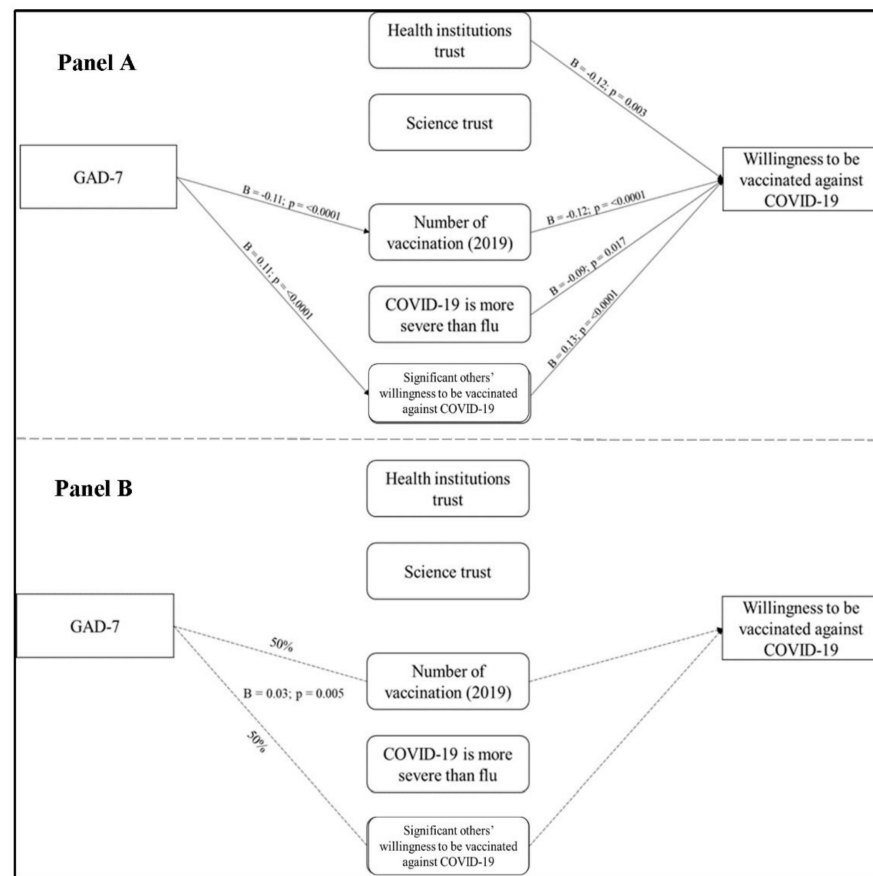 Panel A
Health institutions
trust
B = -0.12; p = 0.003
Science trust
GAD-7
Willingness to be
vaccinated against
COVID-19
B = -0.11; p = <0.0001
Number of
vaccination (2019)
B = -0.12; p = <0.0001
B = 0.11; p = <0.0001
COVID-19 is more
severe than flu
B = -0.09; p = 0.017
Significant others'
willingness to be vaccinated
against COVID-19
B = 0.13; p = <0.0001
Panel B
Health institutions
trust
Science trust
GAD-7
Willingness to be
vaccinated against
COVID-19
50%
Number of
vaccination (2019)
B = 0.03; p = 0.005
50%
COVID-19 is more
severe than flu
Significant others'
willingness to be vaccinated
against COVID-19